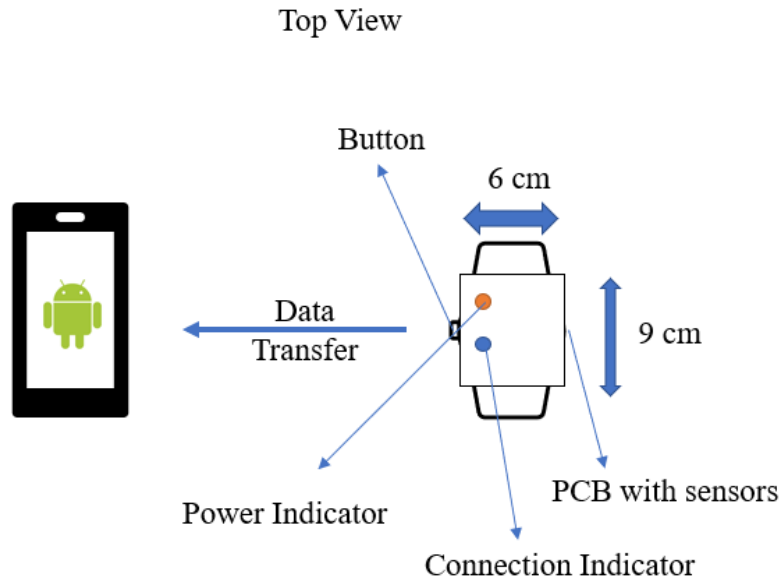 Top View
Button
6 cm
Data
Transfer
9 cm
PCB with sensors
Power Indicator
Connection Indicator